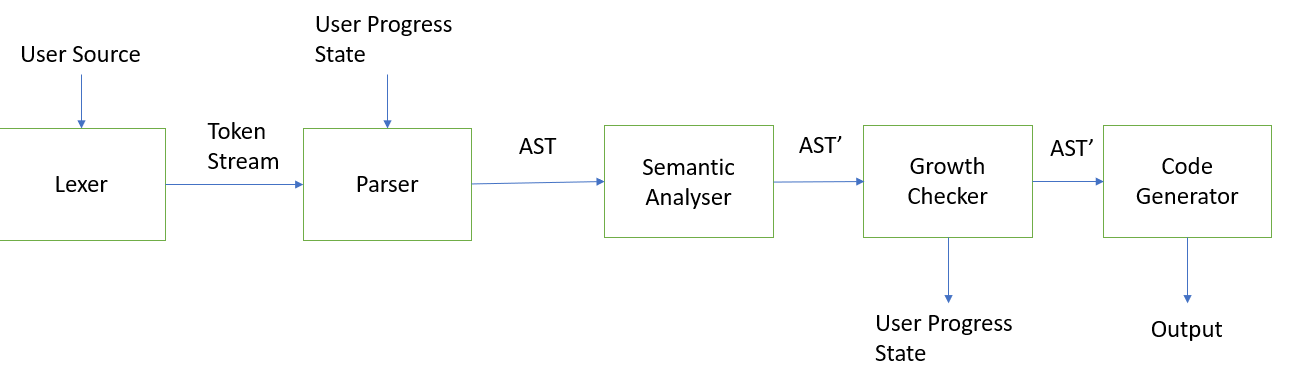 User Source
User Progress
State
Lexer
Token
Stream
Parser
AST
Semantic
Analyser
AST’
Growth
Checker
AST’
Code
Generator
User Progress
State
Output